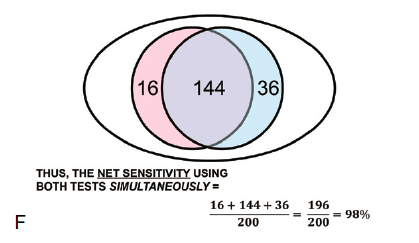 16 144 36
THUS, THE NET SENSITIVITY USING
BOTH TESTS SIMULTANEOUSLY =
16 + 144 + 36 / 200 = 196 / 200 = 98%
F